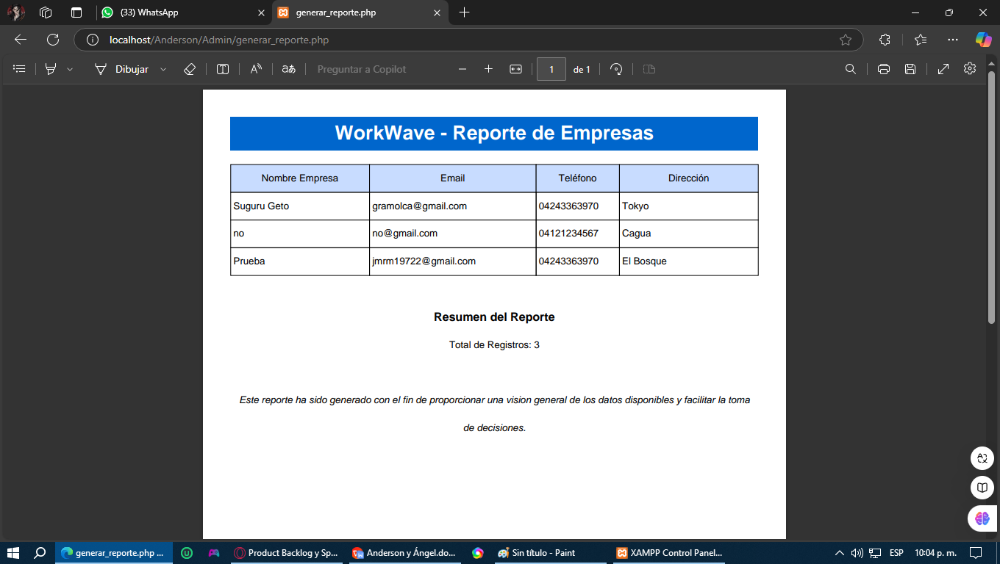 (33) WhatsApp
generar_reporte.php
localhost/Anderson/Admin/generar_reporte.php
Dibujar
aあ
Preguntar a Copilot
1 de 1
WorkWave - Reporte de Empresas
Nombre Empresa Email Teléfono Dirección
Suguru Geto gramolca@gmail.com 04243363970 Tokyo
no no@gmail.com 04121234567 Cagua
Prueba jmrm19722@gmail.com 04243363970 El Bosque
Resumen del Reporte
Total de Registros: 3
Este reporte ha sido generado con el fin de proporcionar una vision general de los datos disponibles y facilitar la toma
de decisiones.
generar_reporte.php ... Product Backlog y Sp... Anderson y Ángel.do... Sin título - Paint XAMPP Control Panel... ESP 10:04 p. m.